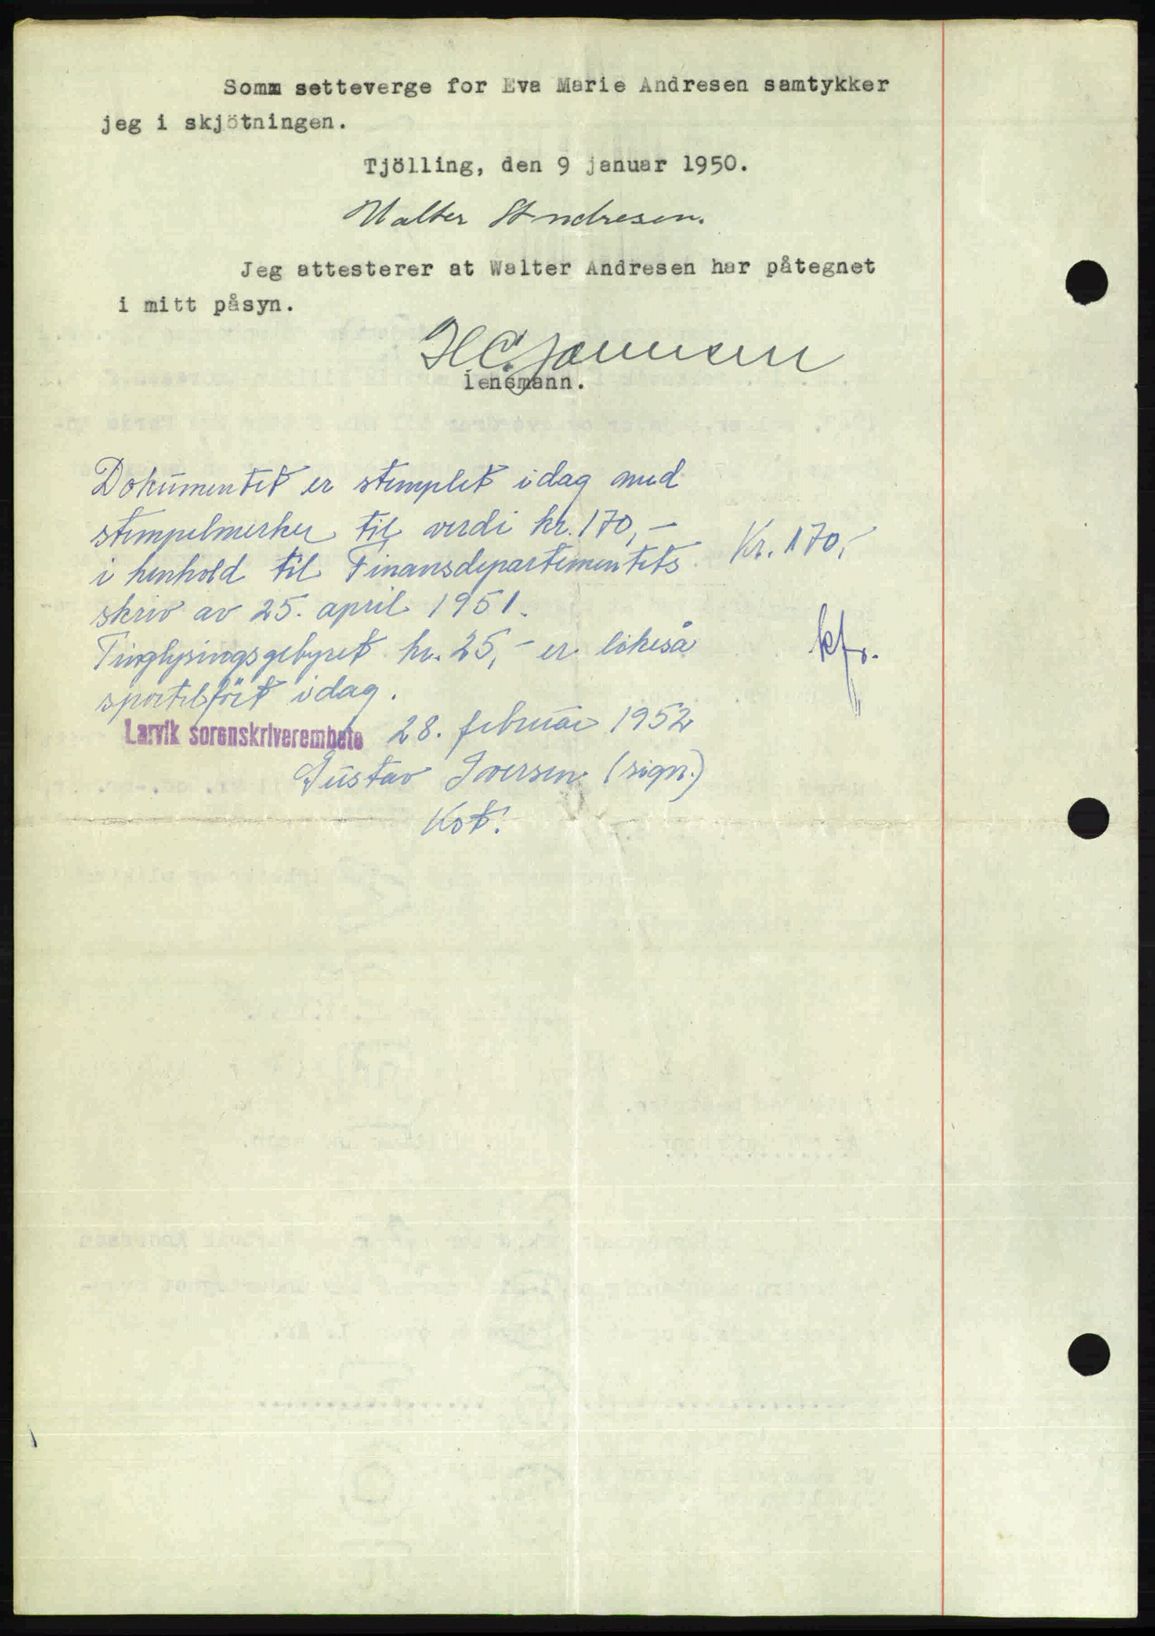 Somm setteverge for Eva Marie Andresen samtykker
jeg i skjötningen.
Tjölling, den 9 januar 1950.
Walter Andresen.
Jeg attesterer at Walter Andresen har påtegnet
i mitt påsyn.
lensmann.
Dokumentet er stemplet idag med
stempelmerker til verdi kr. 170,-
Kr. 170,-
i henhold til Finansdepartementets
skriv av 25. april 1951.
Tinglysingsgebyret kr. 25,- er likeså
kfr.
sportelført idag.
Larvik sorenskriverembete 28. februar 1952
Gustav Iversen (sign.)
Kst.